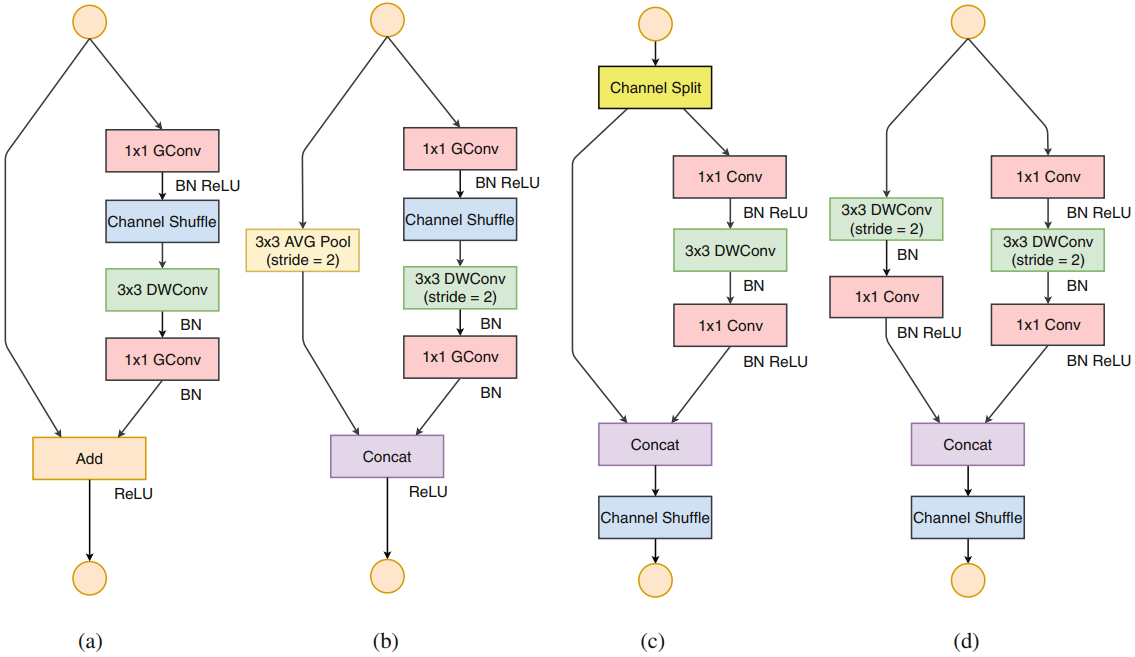 1x1 GConv
BN ReLU
Channel Shuffle
3x3 DWConv
BN
1x1 GConv
BN
Add
ReLU
(a)
1x1 GConv
BN ReLU
Channel Shuffle
3x3 AVG Pool
(stride = 2)
3x3 DWConv
(stride = 2)
BN
1x1 GConv
BN
Concat
ReLU
(b)
Channel Split
1x1 Conv
BN ReLU
3x3 DWConv
BN
1x1 Conv
BN ReLU
Concat
Channel Shuffle
(c)
3x3 DWConv
(stride = 2)
BN
1x1 Conv
BN ReLU
1x1 Conv
BN ReLU
3x3 DWConv
(stride = 2)
BN
1x1 Conv
BN ReLU
Concat
Channel Shuffle
(d)